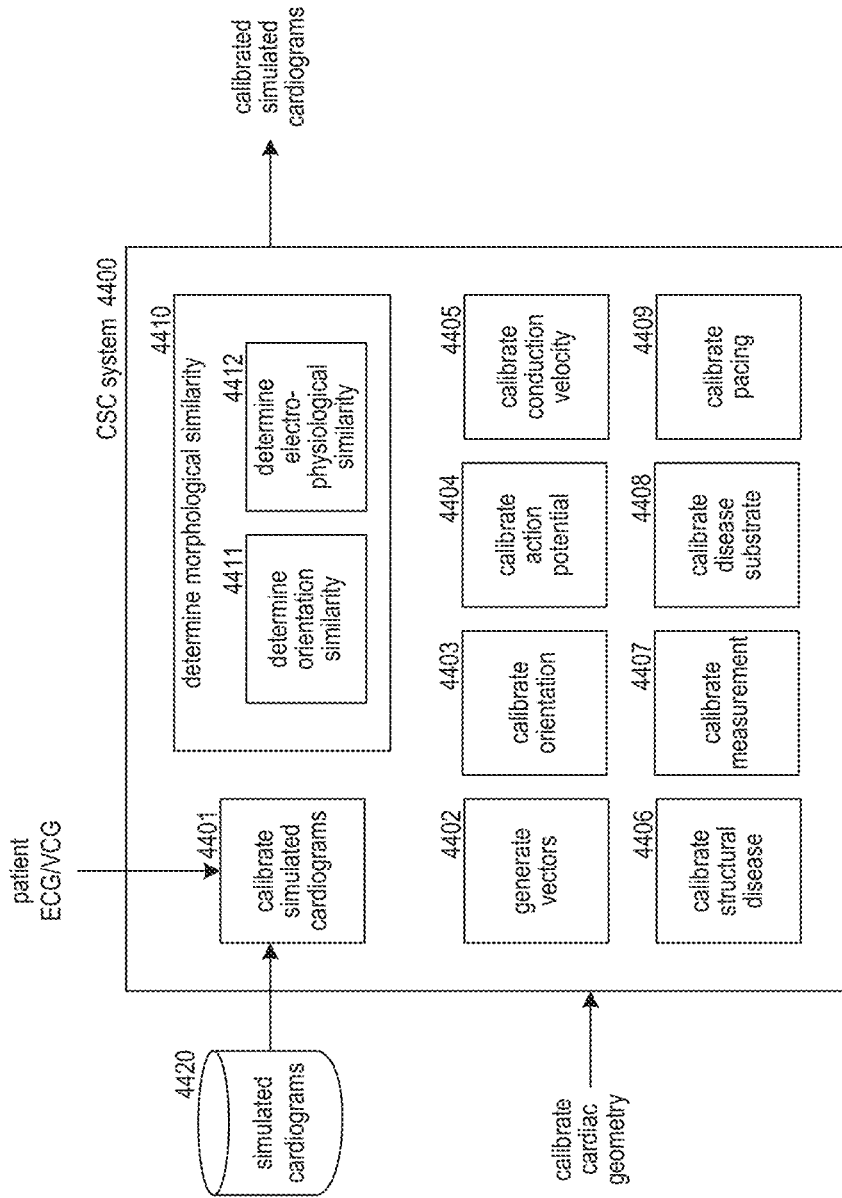 patient
ECG/VCG
CSC system 4400
4420
simulated
cardiograms
4401
calibrate
simulated
cardiograms
4410
determine morphological similarity
4411
determine
orientation
similarity
4412
determine
electro-
physiological
similarity
calibrated
simulated
cardiograms
calibrate
cardiac
geometry
4402
generate
vectors
4403
calibrate
orientation
4404
calibrate
action
potential
4405
calibrate
conduction
velocity
4406
calibrate
structural
disease
4407
calibrate
measurement
4408
calibrate
disease
substrate
4409
calibrate
pacing